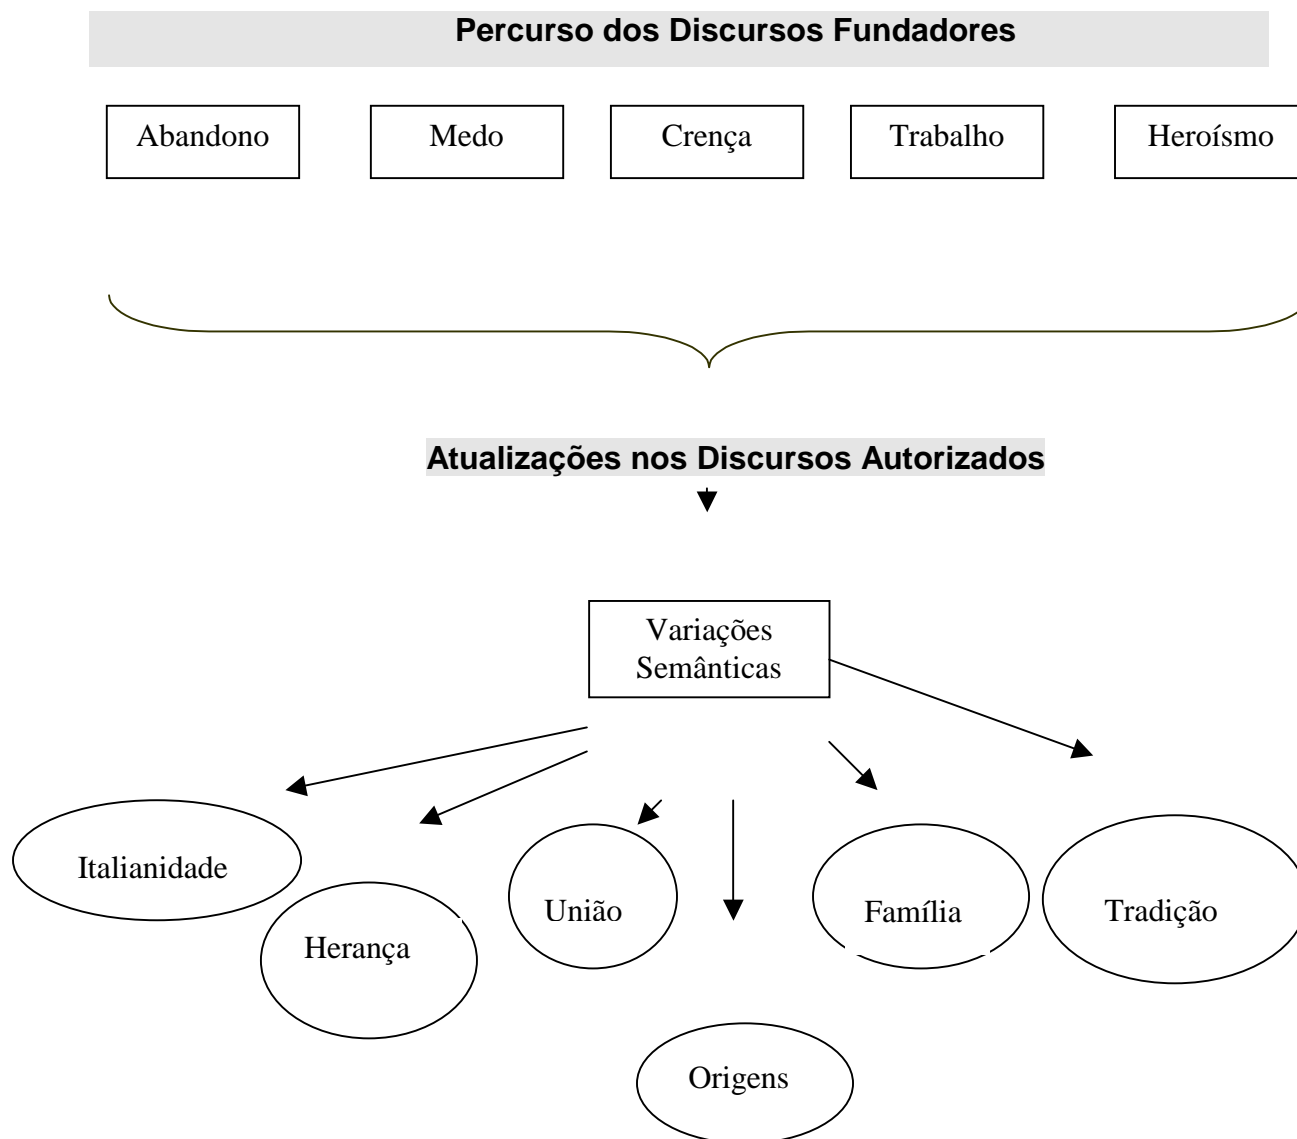 Percurso dos Discursos Fundadores
Abandono
Medo
Crença
Trabalho
Heroísmo
Atualizações nos Discursos Autorizados
Variações
Semânticas
Italianidade
Herança
União
Família
Tradição
Origens